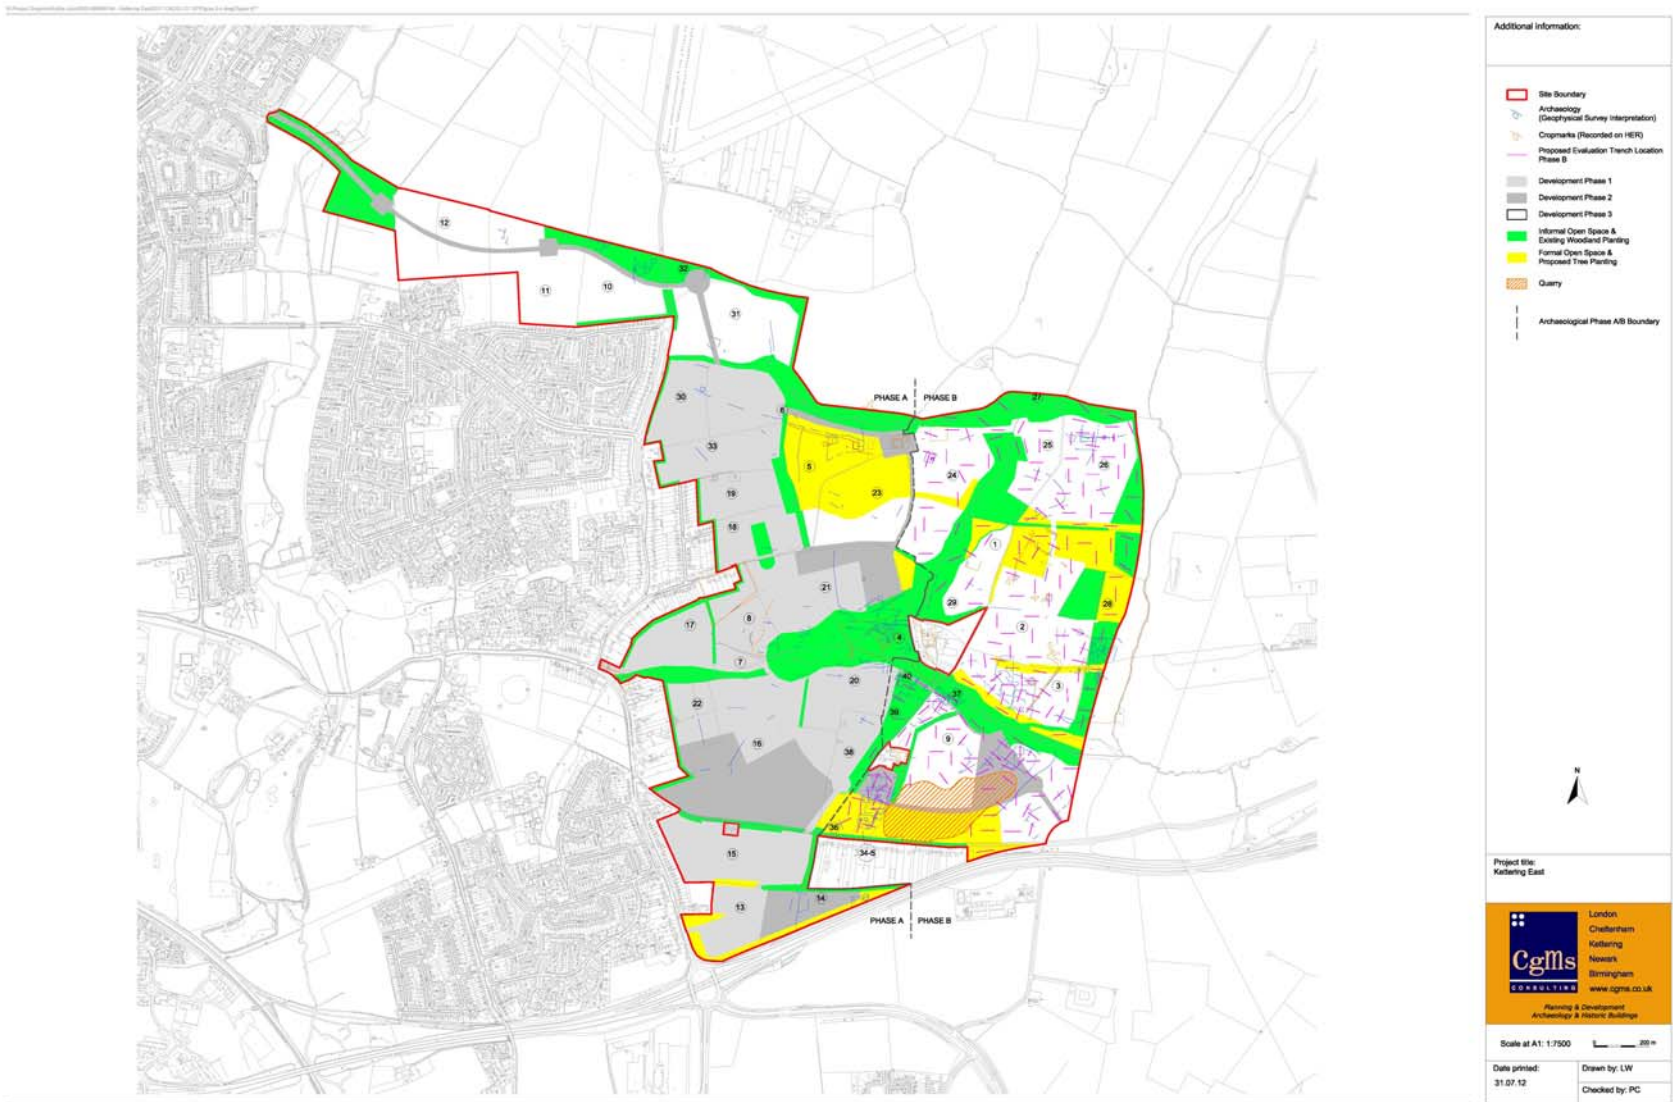 Additional information:
Site Boundary
Archaeology
(Geophysical Survey Interpretation)
Cropmarks (Recorded on HER)
Proposed Evaluation Trench Location
Phase B
Development Phase 1
Development Phase 2
Development Phase 3
Informal Open Space &
Existing Woodland Planting
Formal Open Space &
Proposed Tree Planting
Quarry
Archaeological Phase A/B Boundary
12
32
11
10
31
30
PHASE A
PHASE B
27
6
33
5
25
26
24
19
23
18
1
21
29
28
8
17
2
4
7
20
40
3
37
22
39
9
16
38
36
15
34-5
14
13
PHASE A
PHASE B
N
Project title:
Kettering East
CgMs
CONSULTING
London
Cheltenham
Kettering
Newark
Birmingham
www.cgms.co.uk
Planning & Development
Archaeology & Historic Buildings
Scale at A1: 1:7500
0
200 m
Date printed:
31.07.12
Drawn by: LW
Checked by: PC